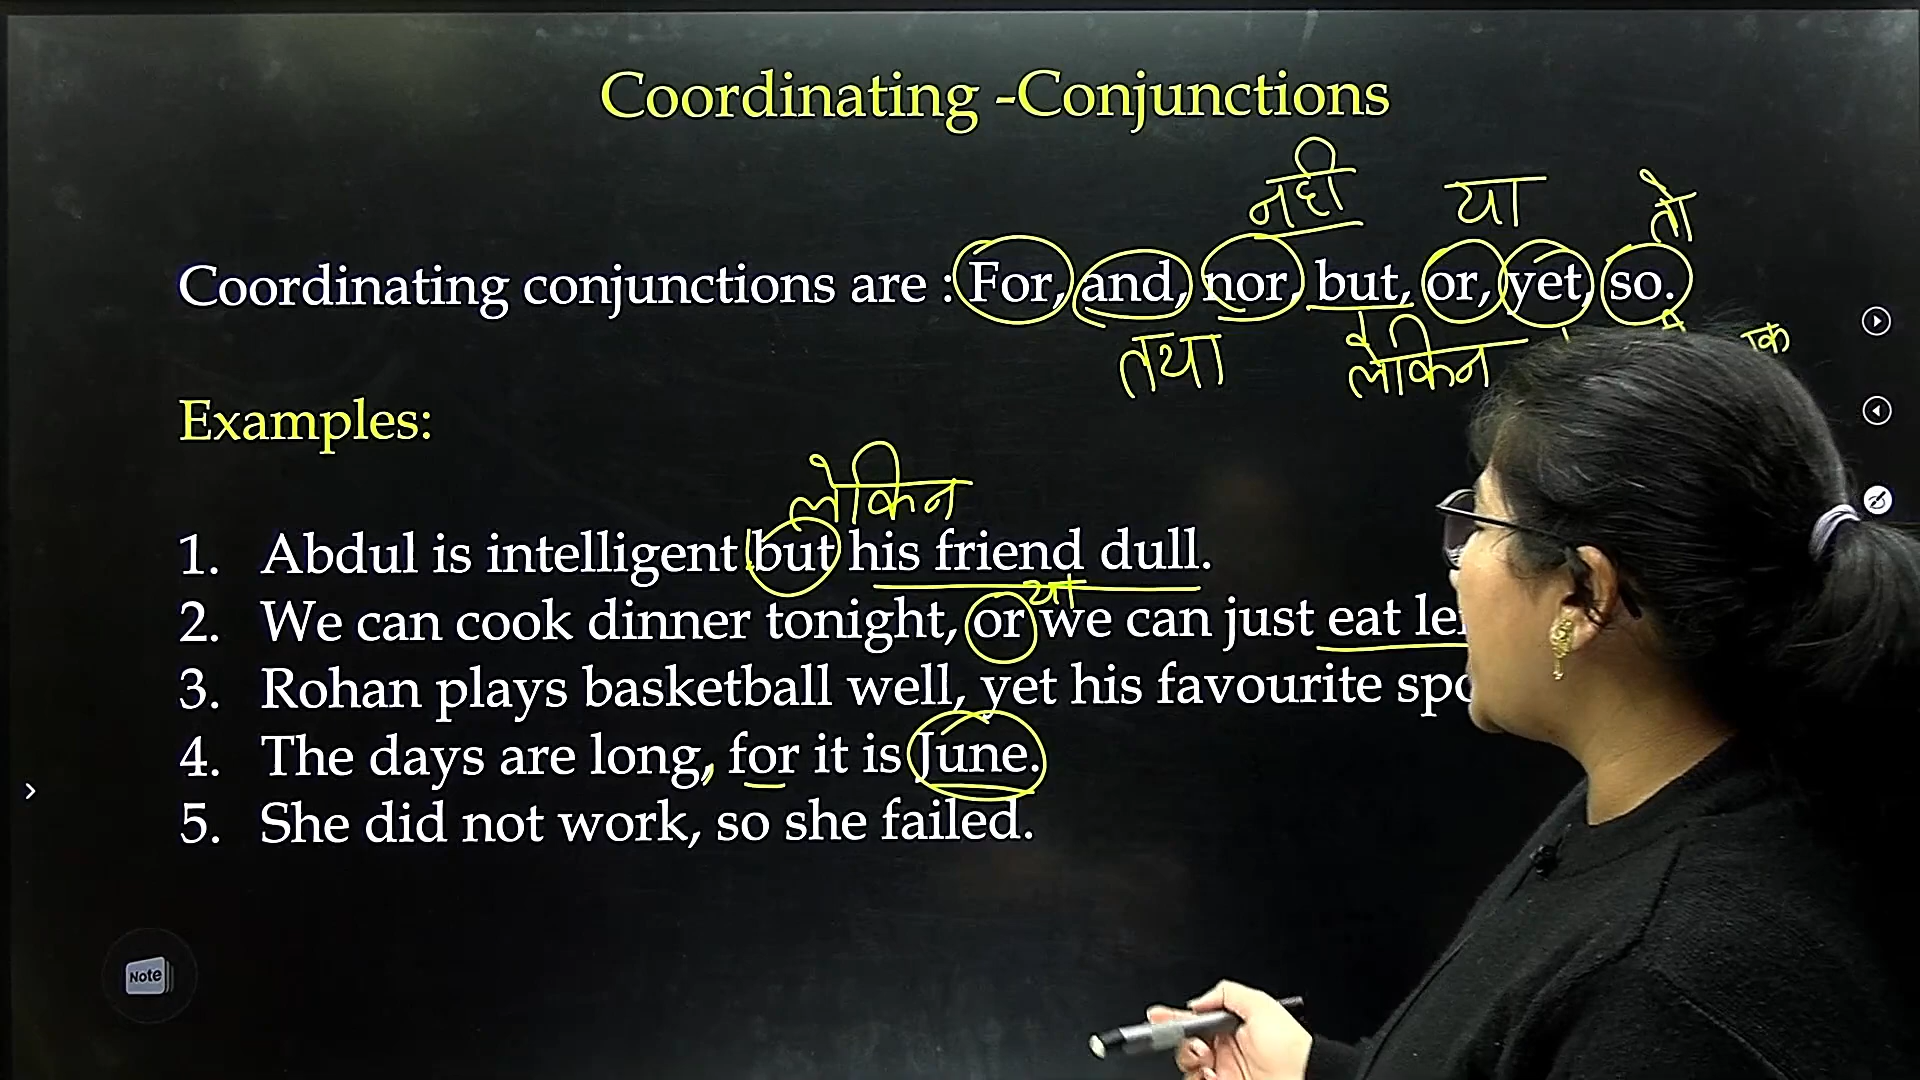 Coordinating -Conjunctions
नही या तो
Coordinating conjunctions are : For, and, nor, but, or, yet, so.
तथा लेकिन
Examples:
लेकिन
1. Abdul is intelligent but his friend dull.
या
2. We can cook dinner tonight, or we can just eat
3. Rohan plays basketball well, yet his favourite
4. The days are long, for it is June.
5. She did not work, so she failed.
Note